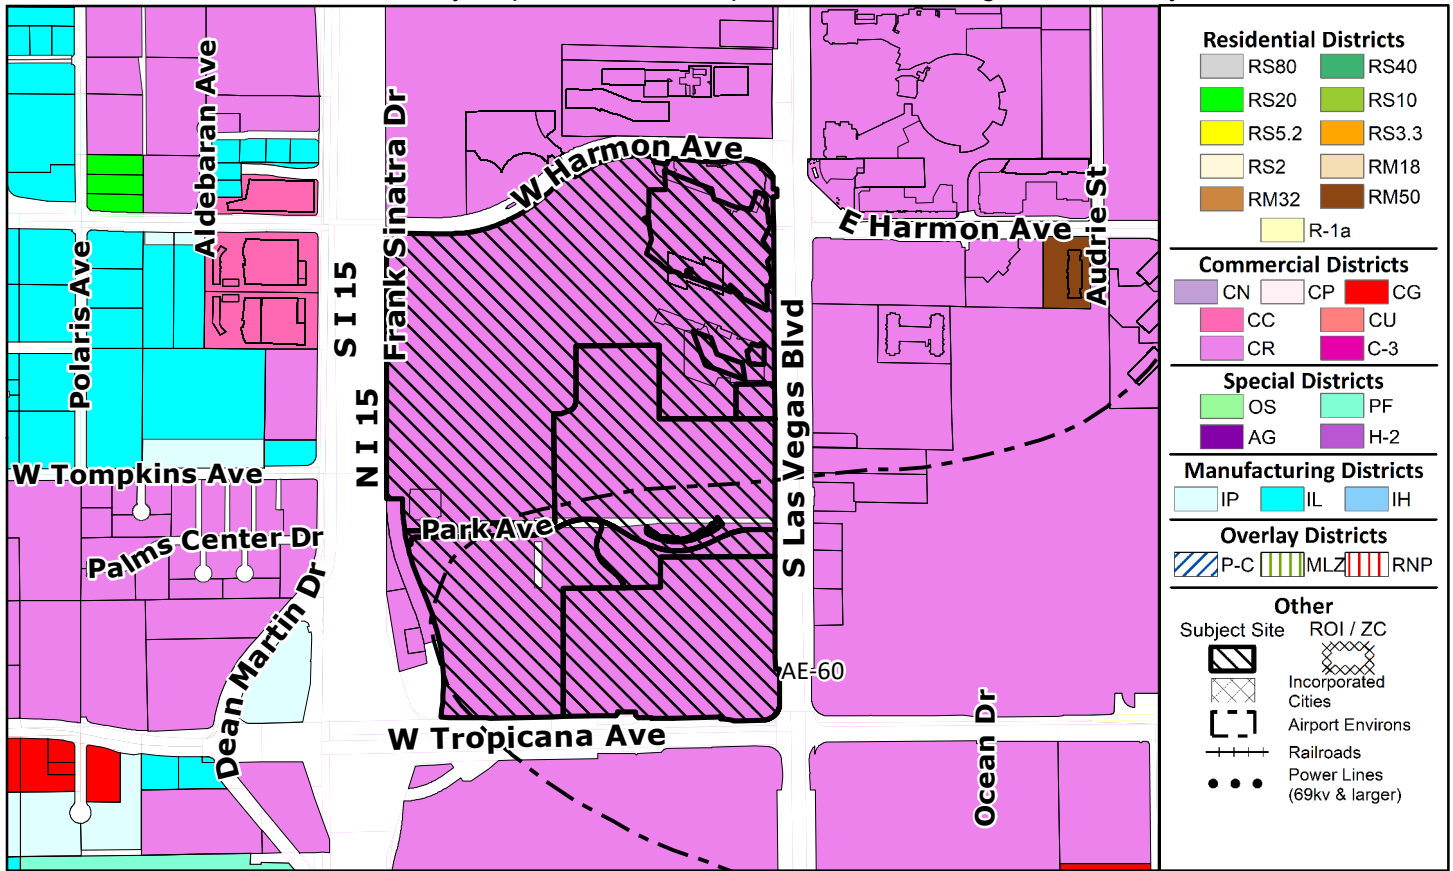 Aldebaran Ave
Frank Sinatra Dr
W Harmon Ave
E Harmon Ave
Audrie St
Polaris Ave
S I 15
N I 15
S Las Vegas Blvd
W Tompkins Ave
Park Ave
Palms Center Dr
Dean Martin Dr
AE-60
W Tropicana Ave
Ocean Dr
Residential Districts
RS80 RS40
RS20 RS10
RS5.2 RS3.3
RS2 RM18
RM32 RM50
R-1a
Commercial Districts
CN CP CG
CC CU
CR C-3
Special Districts
OS PF
AG H-2
Manufacturing Districts
IP IL IH
Overlay Districts
P-C MLZ RNP
Other
Subject Site ROI / ZC
Incorporated
Cities
Airport Environs
Railroads
Power Lines
(69kv & larger)